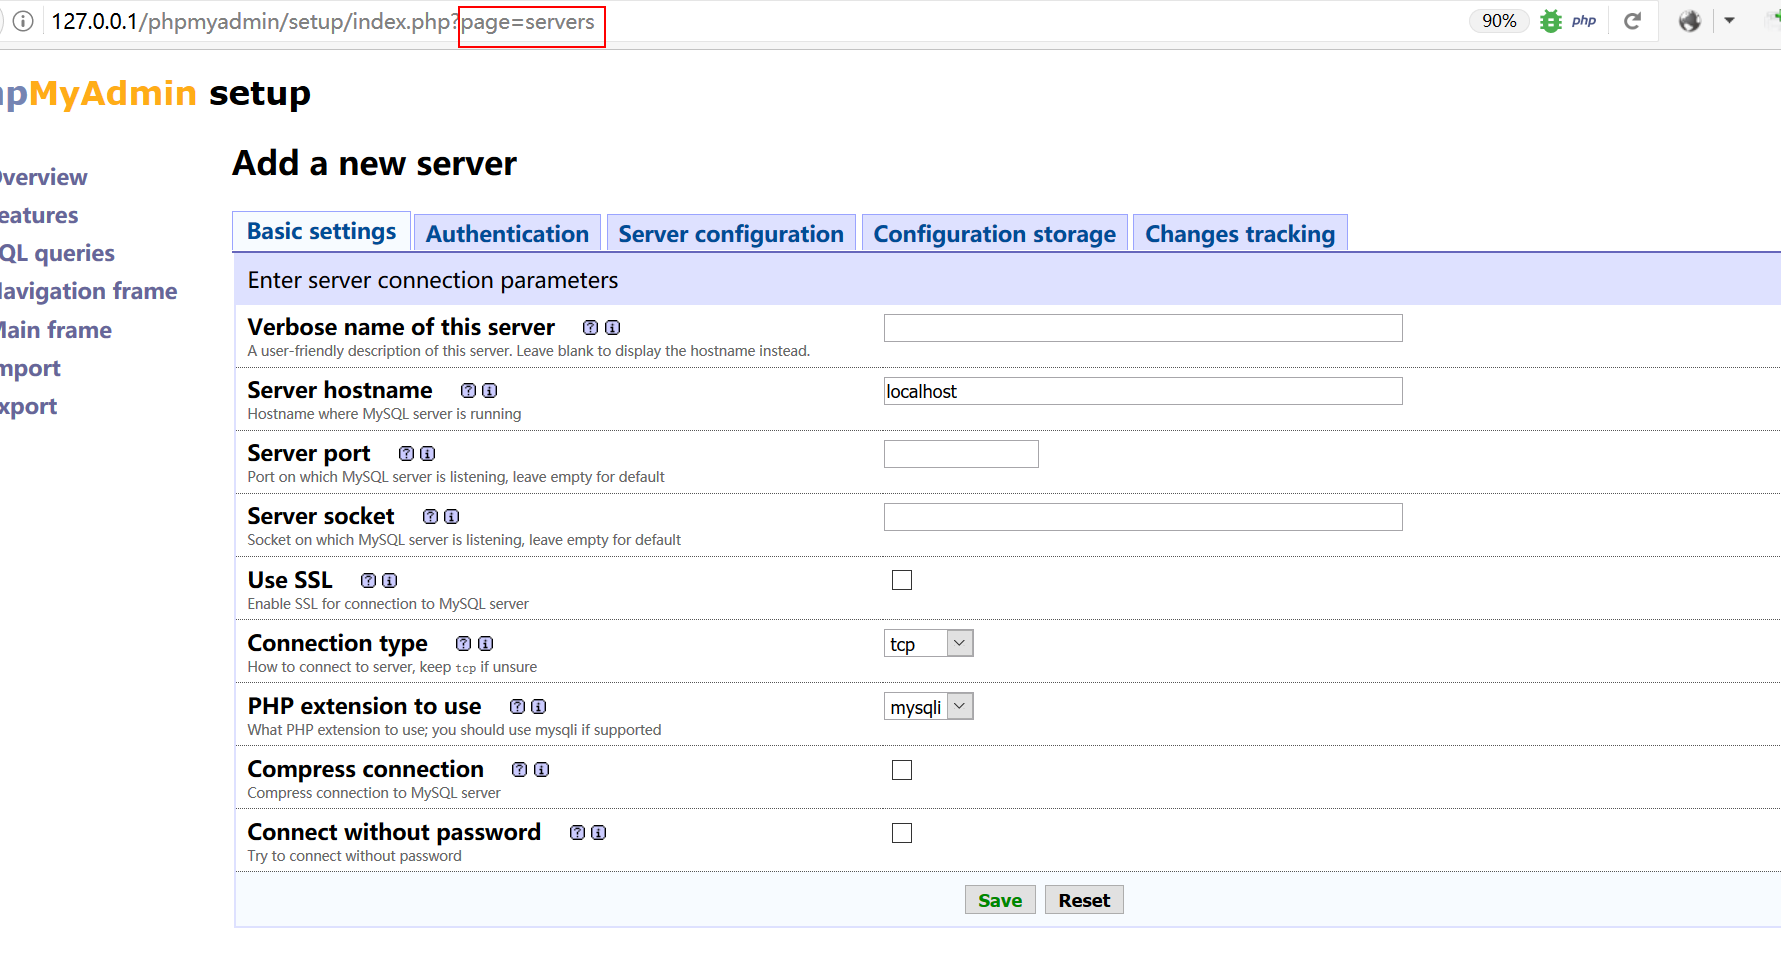 127.0.0.1/phpmyadmin/setup/index.php?page=servers
90%
php
pMyAdmin setup
Add a new server
verview
eatures
QL queries
avigation frame
ain frame
mport
xport
Basic settings
Authentication
Server configuration
Configuration storage
Changes tracking
Enter server connection parameters
Verbose name of this server
A user-friendly description of this server. Leave blank to display the hostname instead.
Server hostname
localhost
Hostname where MySQL server is running
Server port
Port on which MySQL server is listening, leave empty for default
Server socket
Socket on which MySQL server is listening, leave empty for default
Use SSL
Enable SSL for connection to MySQL server
Connection type
tcp
How to connect to server, keep tcp if unsure
PHP extension to use
mysqli
What PHP extension to use; you should use mysqli if supported
Compress connection
Compress connection to MySQL server
Connect without password
Try to connect without password
Save
Reset